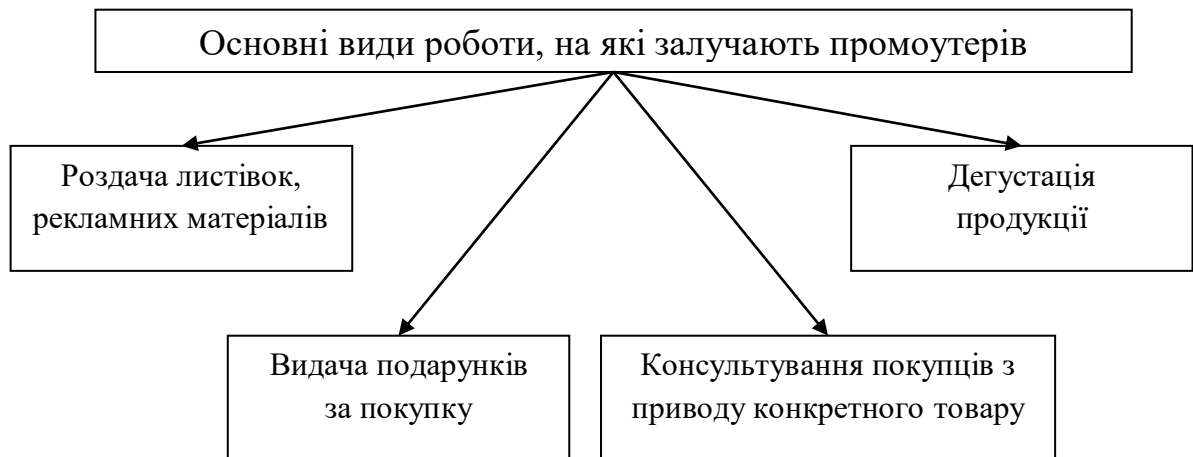 Основні види роботи, на які залучають промоутерів
Роздача листівок,
рекламних матеріалів
Дегустація
продукції
Видача подарунків
за покупку
Консультування покупців з
приводу конкретного товару